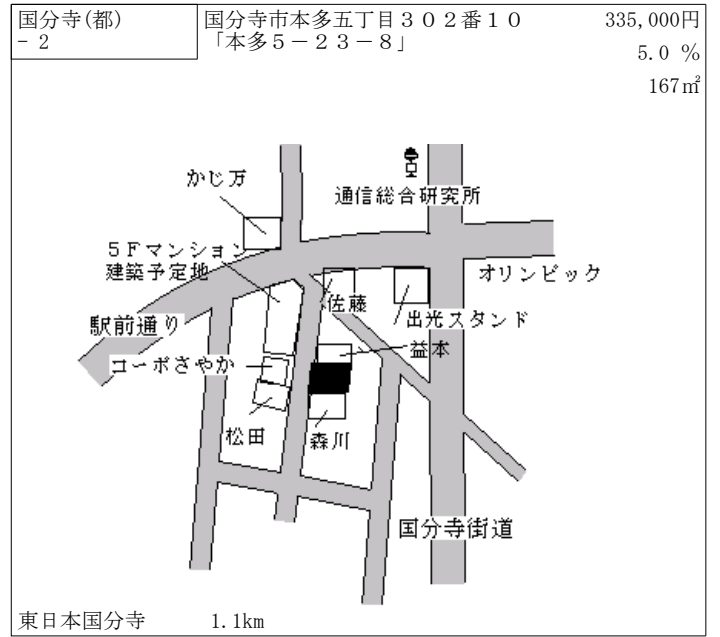 国分寺(都)
- 2
国分寺市本多五丁目３０２番１０
「本多５－２３－８」
335,000円
5.0 %
167㎡
かじ万
通信総合研究所
５Ｆマンション
建築予定地
オリンピック
佐藤
出光スタンド
駅前通り
益本
コーポさやか
松田
森川
国分寺街道
東日本国分寺
1.1km